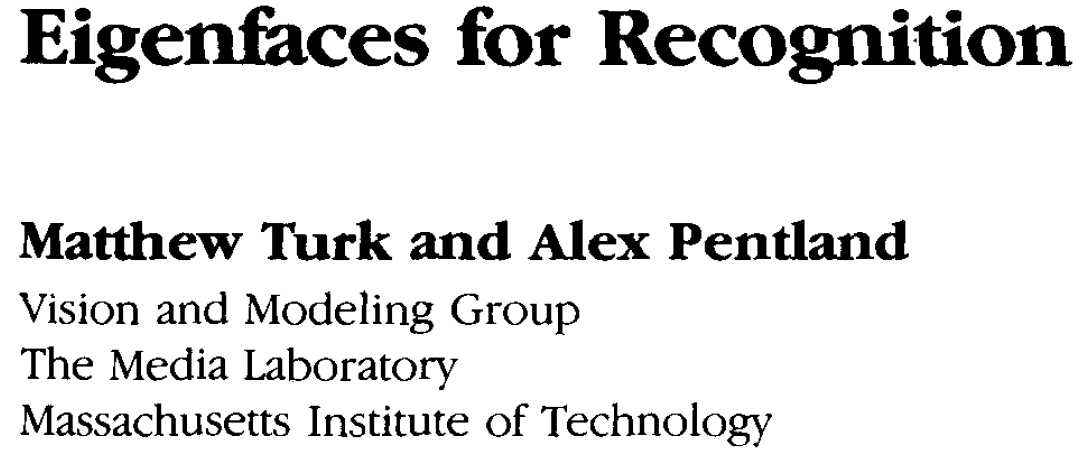 Eigenfaces for Recognition
Matthew Turk and Alex Pentland
Vision and Modeling Group
The Media Laboratory
Massachusetts Institute of Technology